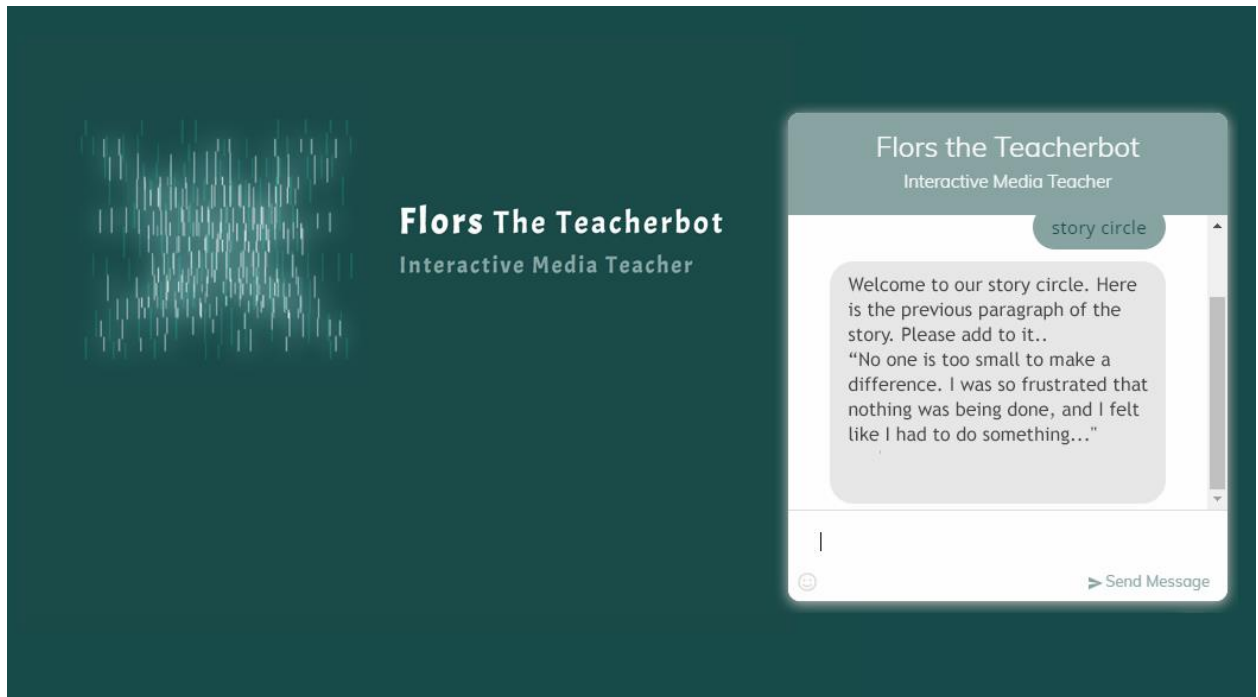 Flors The Teacherbot
Interactive Media Teacher
Flors the Teacherbot
Interactive Media Teacher
story circle
Welcome to our story circle. Here
is the previous paragraph of the
story. Please add to it..
“No one is too small to make a
difference. I was so frustrated that
nothing was being done, and I felt
like I had to do something..."
Send Message